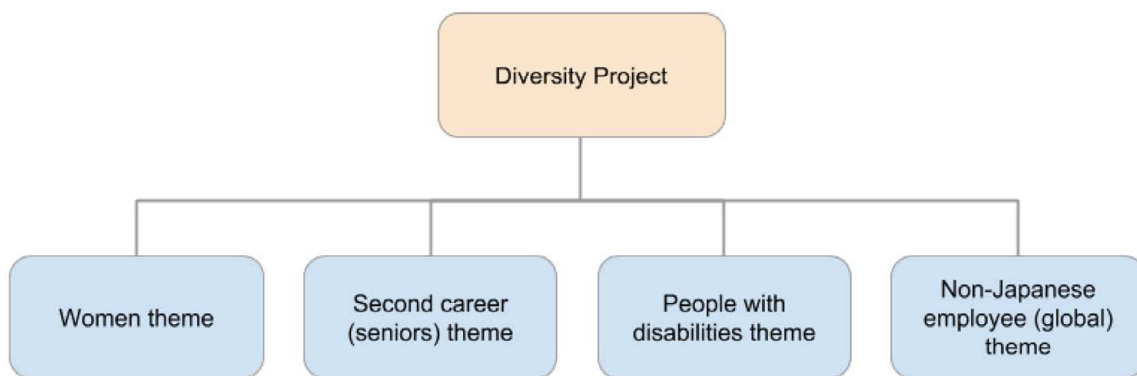 Diversity Project
Women theme
Second career
(seniors) theme
People with
disabilities theme
Non-Japanese
employee (global)
theme